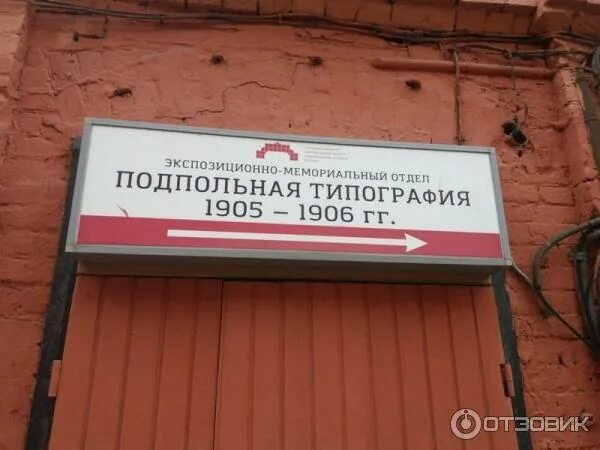 ЭКСПОЗИЦИОННО-МЕМОРИАЛЬНЫЙ ОТДЕЛ
ПОДПОЛЬНАЯ ТИПОГРАФИЯ
1905 – 1906 гг.
ОТЗОВИК